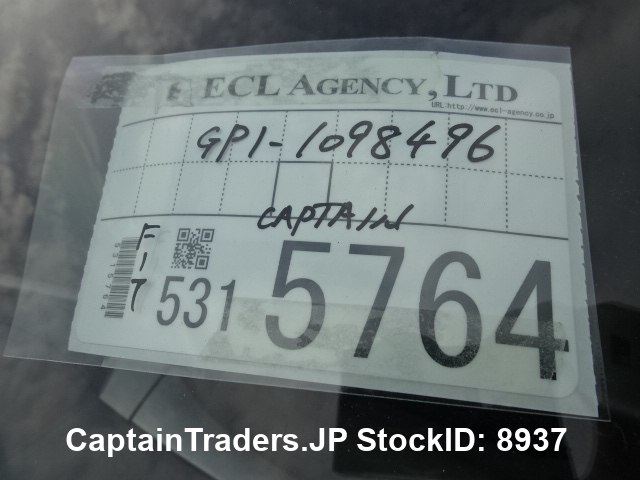 ECL AGENCY, LTD
URL:http://www.ecl-agency.co.jp
GP1-1098496
CAPTAIN
FIT
531 5764
CaptainTraders.JP StockID: 8937